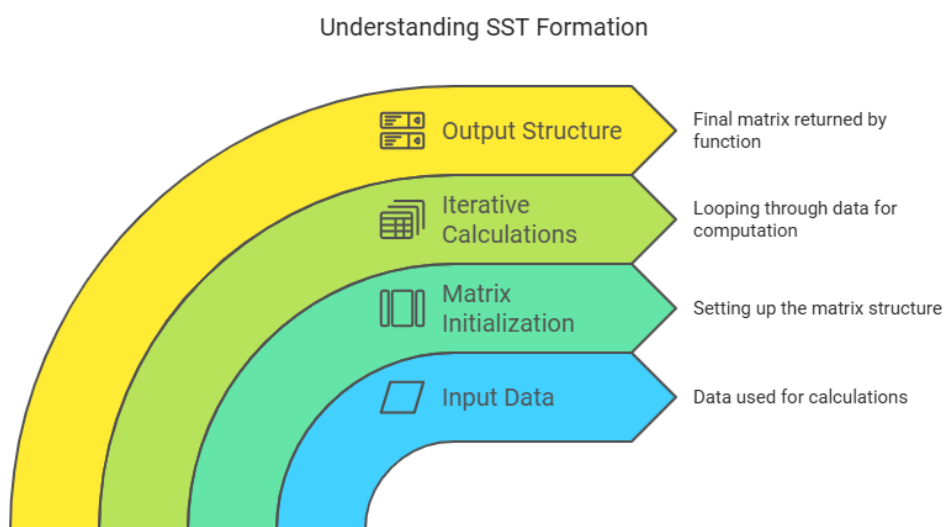 Understanding SST Formation
Output Structure
Final matrix returned by
function
Iterative
Calculations
Looping through data for
computation
Matrix
Initialization
Setting up the matrix structure
Input Data
Data used for calculations